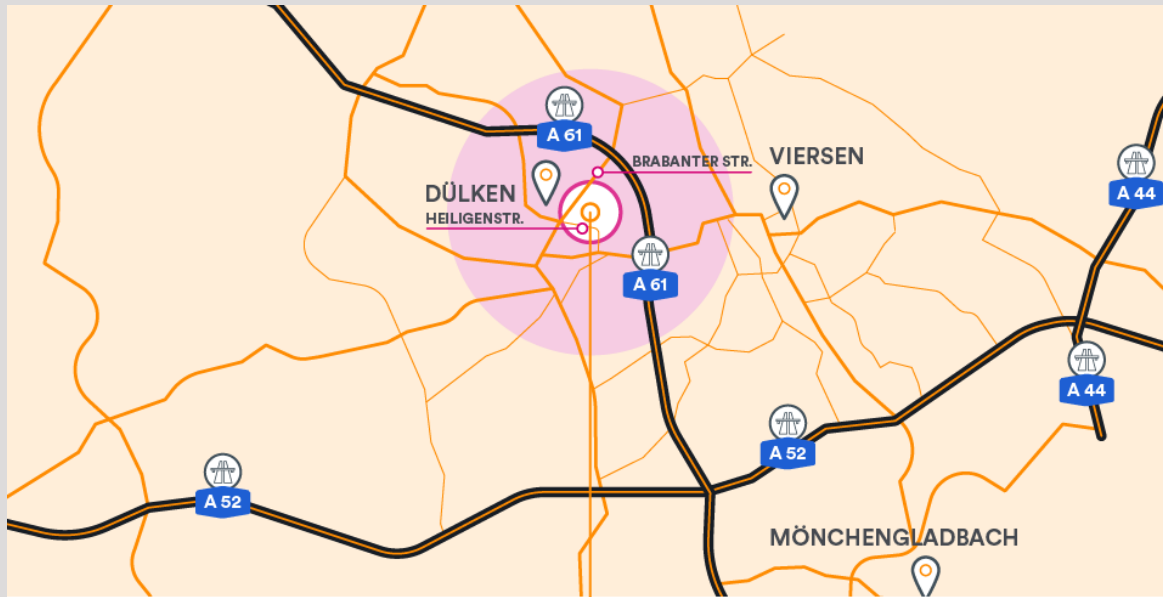 A 61
BRABANTER STR.
VIERSEN
A 44
DÜLKEN
HEILIGENSTR.
A 61
A 44
A 52
A 52
MÖNCHENGLADBACH